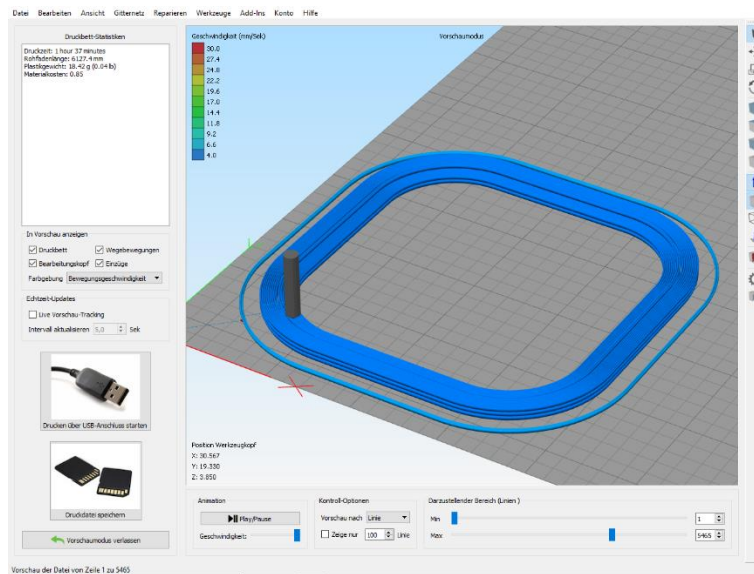 Datei Bearbeiten Ansicht Gitternetz Reparieren Werkzeuge Add-Ins Konto Hilfe
Druckbett-Statistiken
Druckzeit: 1 hour 37 minutes
Rohfadenlänge: 6127.4 mm
Plastikgewicht: 18.42 g (0.04 lb)
Materialkosten: 0.85
In Vorschau anzeigen
Druckbett
Wegebewegungen
Bearbeitungskopf
Einzüge
Farbgebung Bewegungsgeschwindigkeit
Echtzeit-Updates
Live Vorschau-Tracking
Intervall aktualisieren 5,0 Sek
Drucken über USB-Anschluss starten
Druckdatei speichern
Vorschaumodus verlassen
Geschwindigkeit (mm/Sek)
30.0
27.4
24.8
22.2
19.6
17.0
14.4
11.8
9.2
6.6
4.0
Vorschaumodus
Position Werkzeugkopf
X: 30.567
Y: 19.330
Z: 3.850
Animation
Play/Pause
Geschwindigkeit:
Kontroll-Optionen
Vorschau nach Linie
Zeige nur 100 Linie
Darzustellender Bereich (Linien )
Min 1
Max 5465
Vorschau der Datei von Zeile 1 zu 5465